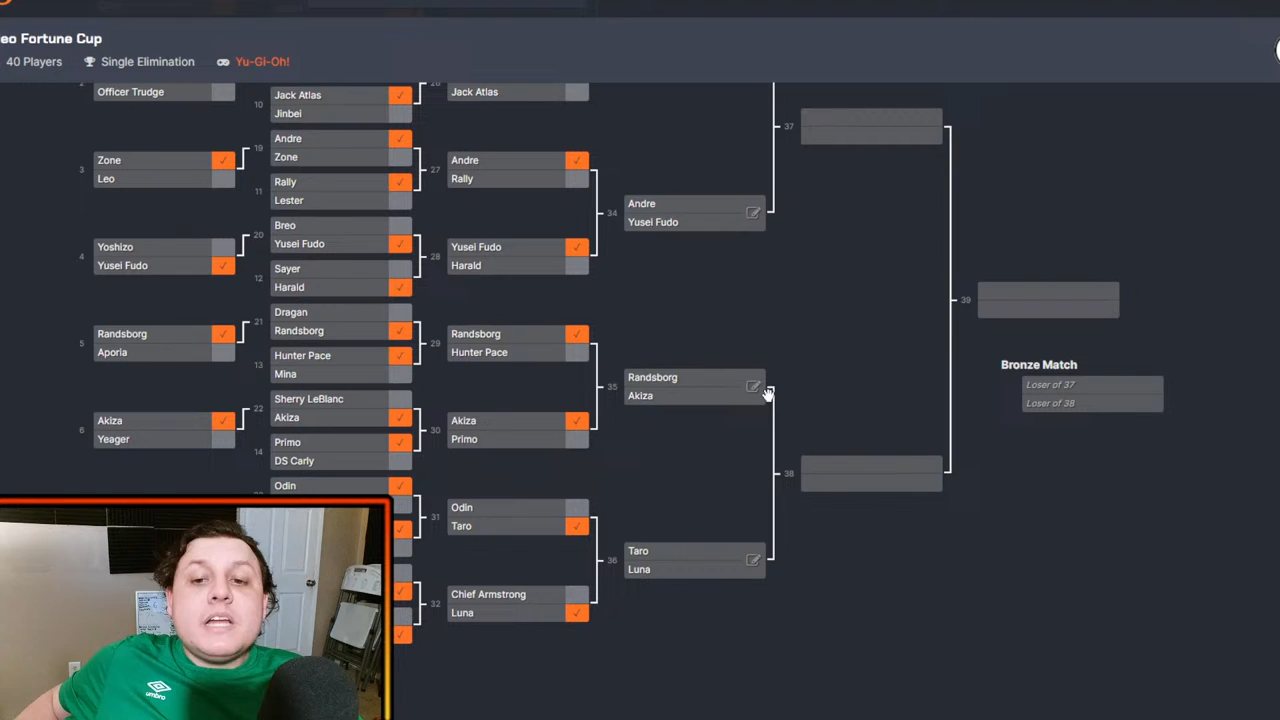 eo Fortune Cup
40 Players
Single Elimination
Yu-Gi-Oh!
Officer Trudge
3
Zone
Leo
4
Yoshizo
Yusei Fudo
5
Randsborg
Aporia
6
Akiza
Yeager
10
Jack Atlas
Jinbei
19
Andre
Zone
11
Rally
Lester
20
Breo
Yusei Fudo
12
Sayer
Harald
21
Dragan
Randsborg
13
Hunter Pace
Mina
22
Sherry LeBlanc
Akiza
14
Primo
DS Carly
Odin
Jack Atlas
27
Andre
Rally
28
Yusei Fudo
Harald
29
Randsborg
Hunter Pace
30
Akiza
Primo
31
Odin
Taro
32
Chief Armstrong
Luna
34
Andre
Yusei Fudo
35
Randsborg
Akiza
36
Taro
Luna
37
38
39
Bronze Match
Loser of 37
Loser of 38
umbro